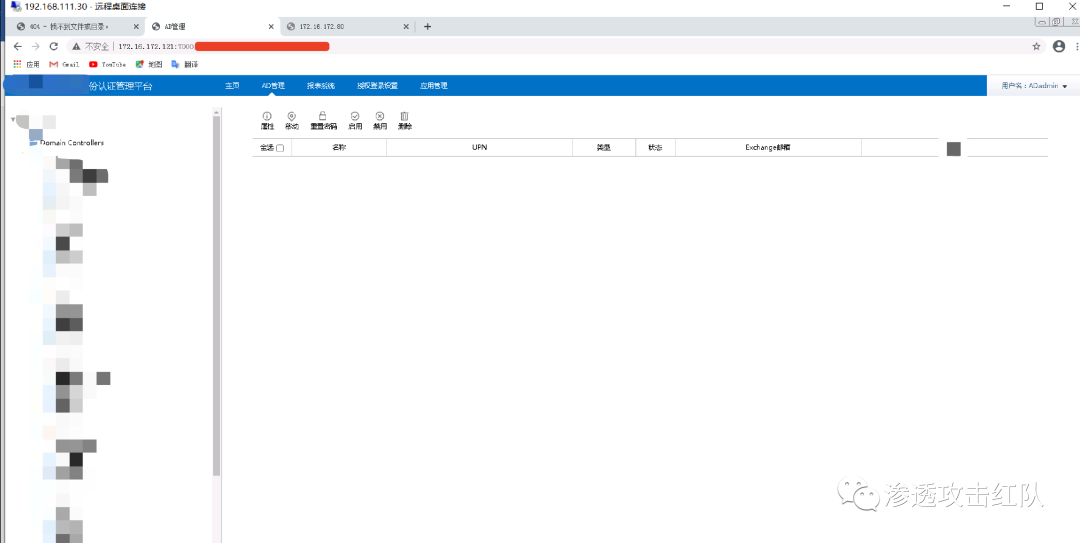 192.168.111.30 - 远程桌面连接
404 - 找不到文件或目录。
AD管理
172.16.172.80
不安全 | 172.16.172.121:
应用 Gmail YouTube 地图 翻译
份认证管理平台
主页 AD管理 报表系统 授权登录设置 应用管理
用户名：ADadmin
属性 移动 重置密码 启用 禁用 删除
Domain Controllers
全选 名称 UPN 类型 状态 Exchange邮箱
渗透攻击红队